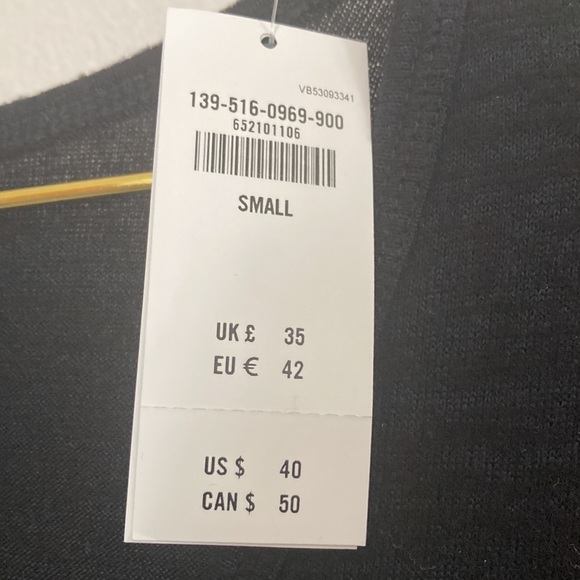 VB53093341
139-516-0969-900
652101106
SMALL
UK £ 35
EU € 42
US $ 40
CAN $ 50